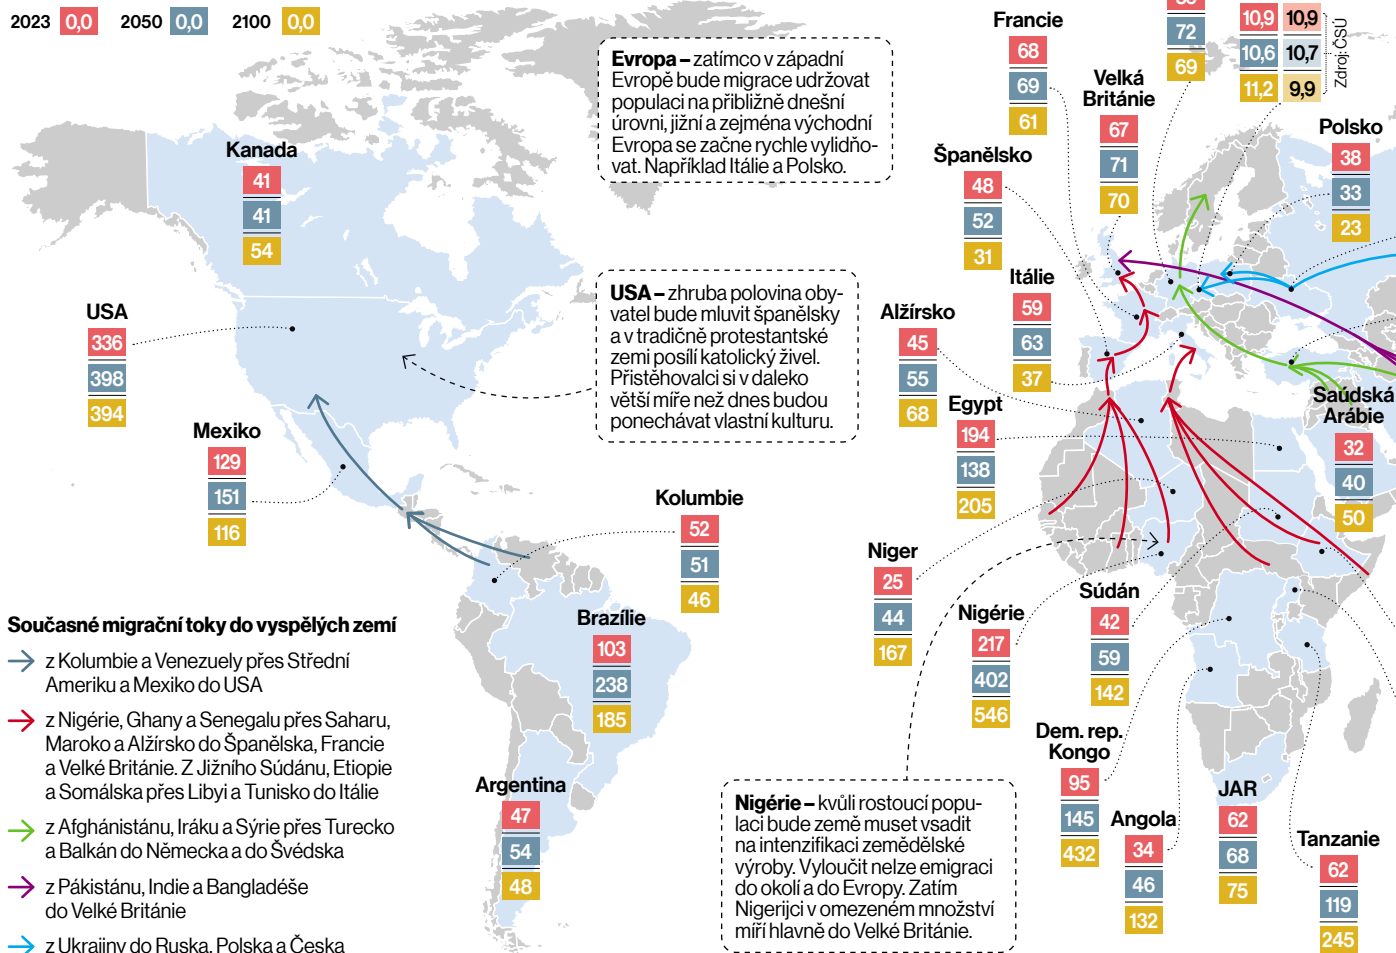 2023 0,0 2050 0,0 2100 0,0
Evropa – zatímco v západní
Evropě bude migrace udržovat
populaci na přibližně dnešní
úrovni, jižní a zejména východní
Evropa se začne rychle vylidňo-
vat. Například Itálie a Polsko.
Francie
68
69
61
72
69
10,9 10,9
10,6 10,7
11,2 9,9
Zdroj: ČSÚ
Velká
Británie
67
71
70
Polsko
38
33
23
Kanada
41
41
54
Španělsko
48
52
31
USA – zhruba polovina oby-
vatel bude mluvit španělsky
a v tradičně protestantské
zemi posílí katolický živel.
Přistěhovalci si v daleko
větší míře než dnes budou
ponechávat vlastní kulturu.
Itálie
59
63
37
USA
336
398
394
Alžírsko
45
55
68
Mexiko
129
151
116
Egypt
194
138
205
Saúdská
Arábie
32
40
50
Kolumbie
52
51
46
Niger
25
44
167
Nigérie
217
402
546
Súdán
42
59
142
Brazílie
103
238
185
Současné migrační toky do vyspělých zemí
z Kolumbie a Venezuely přes Střední
Ameriku a Mexiko do USA
z Nigérie, Ghany a Senegalu přes Saharu,
Maroko a Alžírsko do Španělska, Francie
a Velké Británie. Z Jižního Súdánu, Etiopie
a Somálska přes Libyi a Tunisko do Itálie
z Afghánistánu, Iráku a Sýrie přes Turecko
a Balkán do Německa a do Švédska
z Pákistánu, Indie a Bangladéše
do Velké Británie
z Ukrajiny do Ruska, Polska a Česka
Argentina
47
54
48
Nigérie – kvůli rostoucí popu-
laci bude země muset vsadit
na intenzifikaci zemědělské
výroby. Vyloučit nelze emigraci
do okolí a do Evropy. Zatím
Nigerijci v omezeném množství
míří hlavně do Velké Británie.
Dem. rep.
Kongo
95
145
432
Angola
34
46
132
JAR
62
68
75
Tanzanie
62
119
245